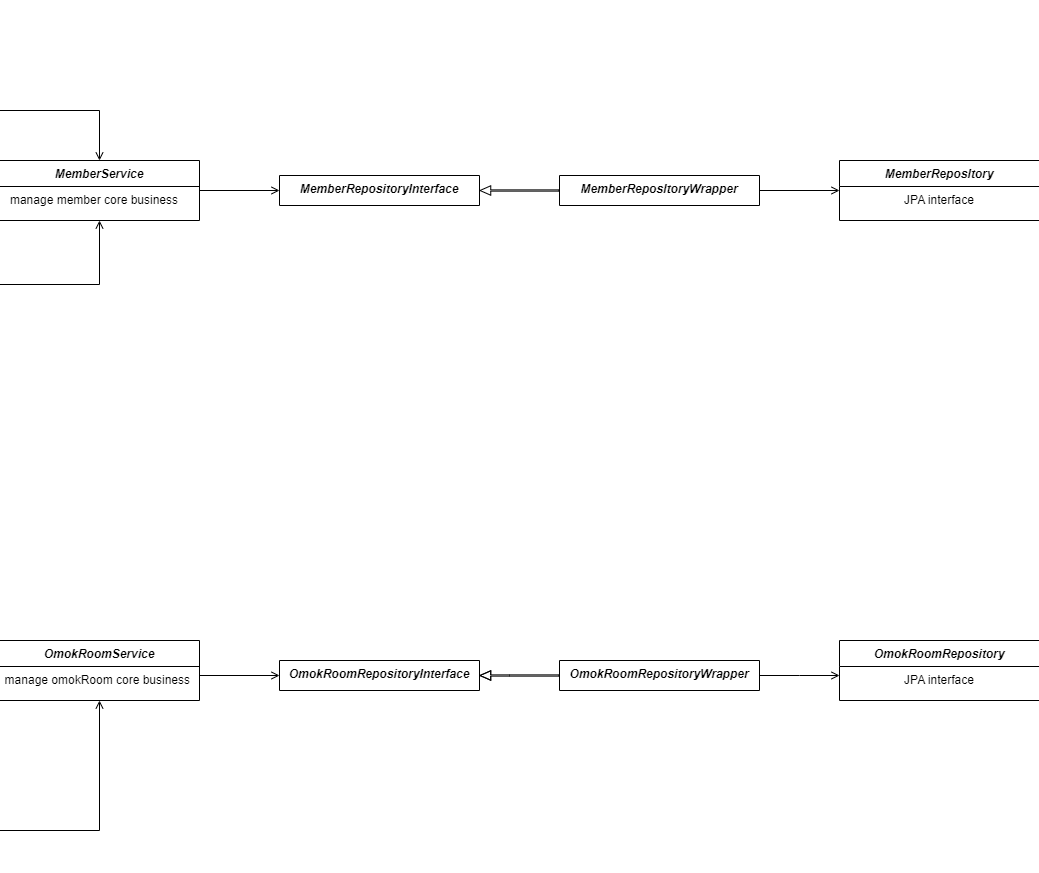 MemberService
manage member core business
MemberRepositoryInterface
MemberRepositoryWrapper
MemberRepository
JPA interface
OmokRoomService
manage omokRoom core business
OmokRoomRepositoryInterface
OmokRoomRepositoryWrapper
OmokRoomRepository
JPA interface